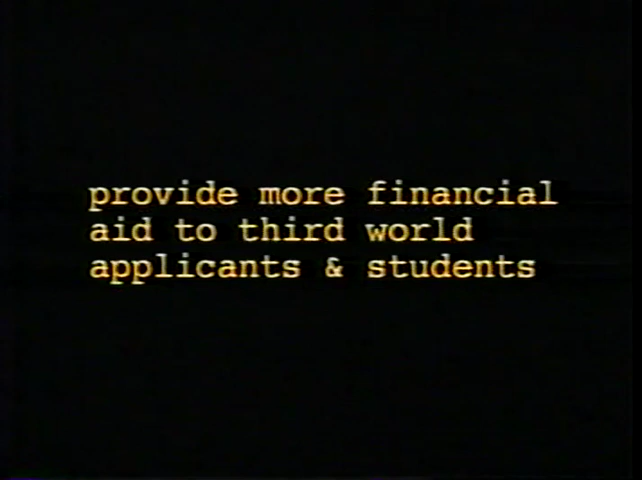 provide more financial
aid to third world
applicants & students